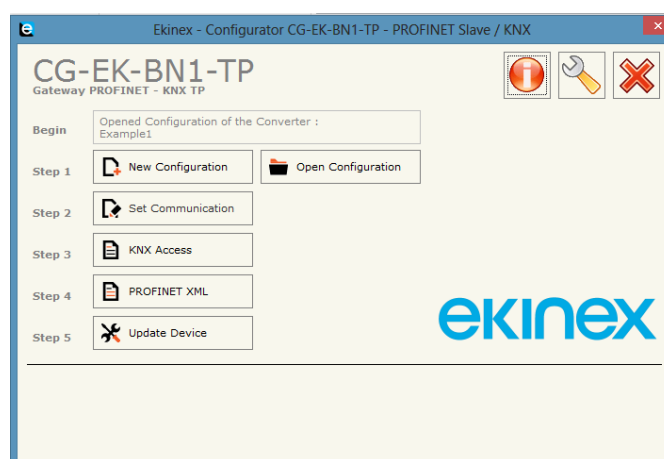 Ekinex - Configurator CG-EK-BN1-TP - PROFINET Slave / KNX
CG-EK-BN1-TP
Gateway PROFINET - KNX TP
Begin
Opened Configuration of the Converter :
Example1
Step 1
New Configuration
Open Configuration
Step 2
Set Communication
Step 3
KNX Access
Step 4
PROFINET XML
Step 5
Update Device
ekinex